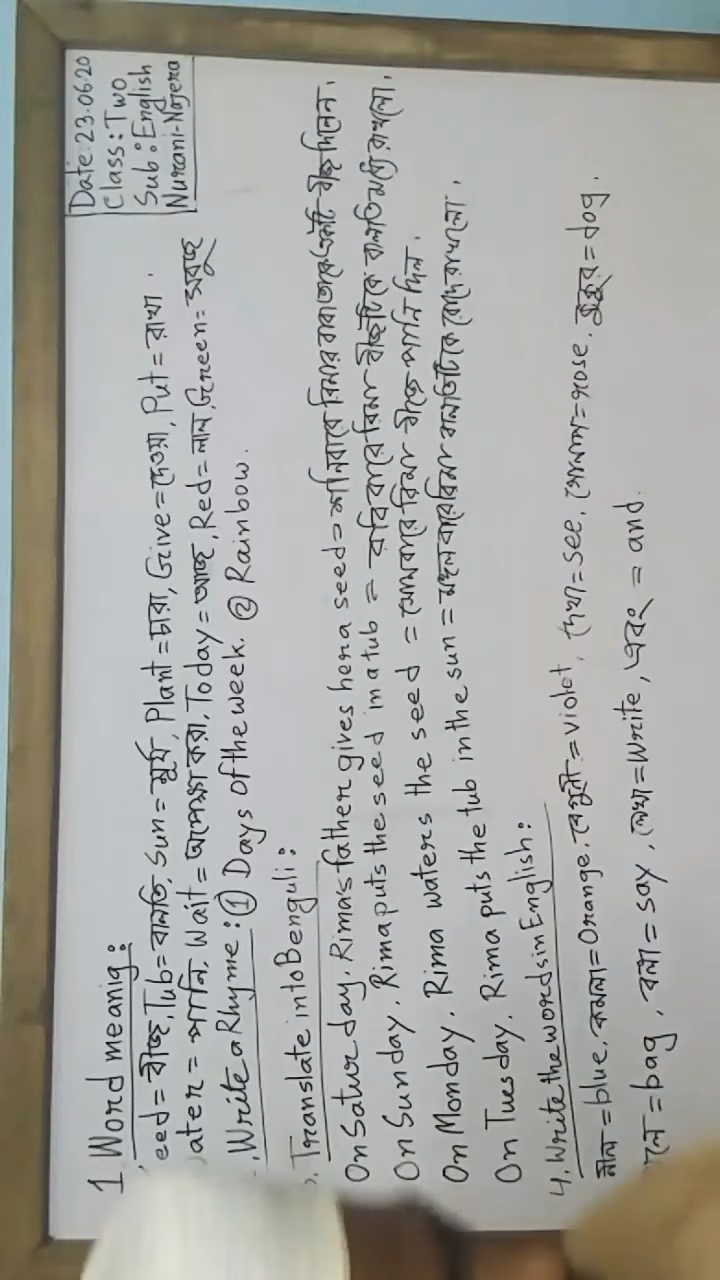 Date: 23.06.20
Class: Two
Sub: English
Nurani-Najera
1 Word meanig:
eed = বীজ, Tub = বালতি, Sun = সূর্য, Plant = চারা, Give = দেওয়া, Put = রাখা.
ater = পানি, Wait = অপেক্ষা করা, Today = আজ, Red = লাল, Green = সবুজ
, Write a Rhyme: ① Days of the week. ② Rainbow.
. Translate into Benguli:
On Saturday, Rima's father gives her a seed = শনিবারে রিমার বাবা তাকে একটি বীজ দিলেন.
On Sunday, Rima puts the seed in a tub = রবি বারে রিমা বীজটিকে বালতির মধ্যে রাখলো.
On Monday, Rima waters the seed = সোমবারে রিমা বীজে পানি দিল.
On Tuesday, Rima puts the tub in the sun = মঙ্গলবারে রিমা বালতিটিকে রোদে রাখলো.
4. Write the words in English:
নীল = blue, কমলা = Orange, বেগুনী = violet, দেখা = see, গোলাপ = rose, কুকুর = dog.
= bag, বলা = say, লেখা = Write, এবং = and.